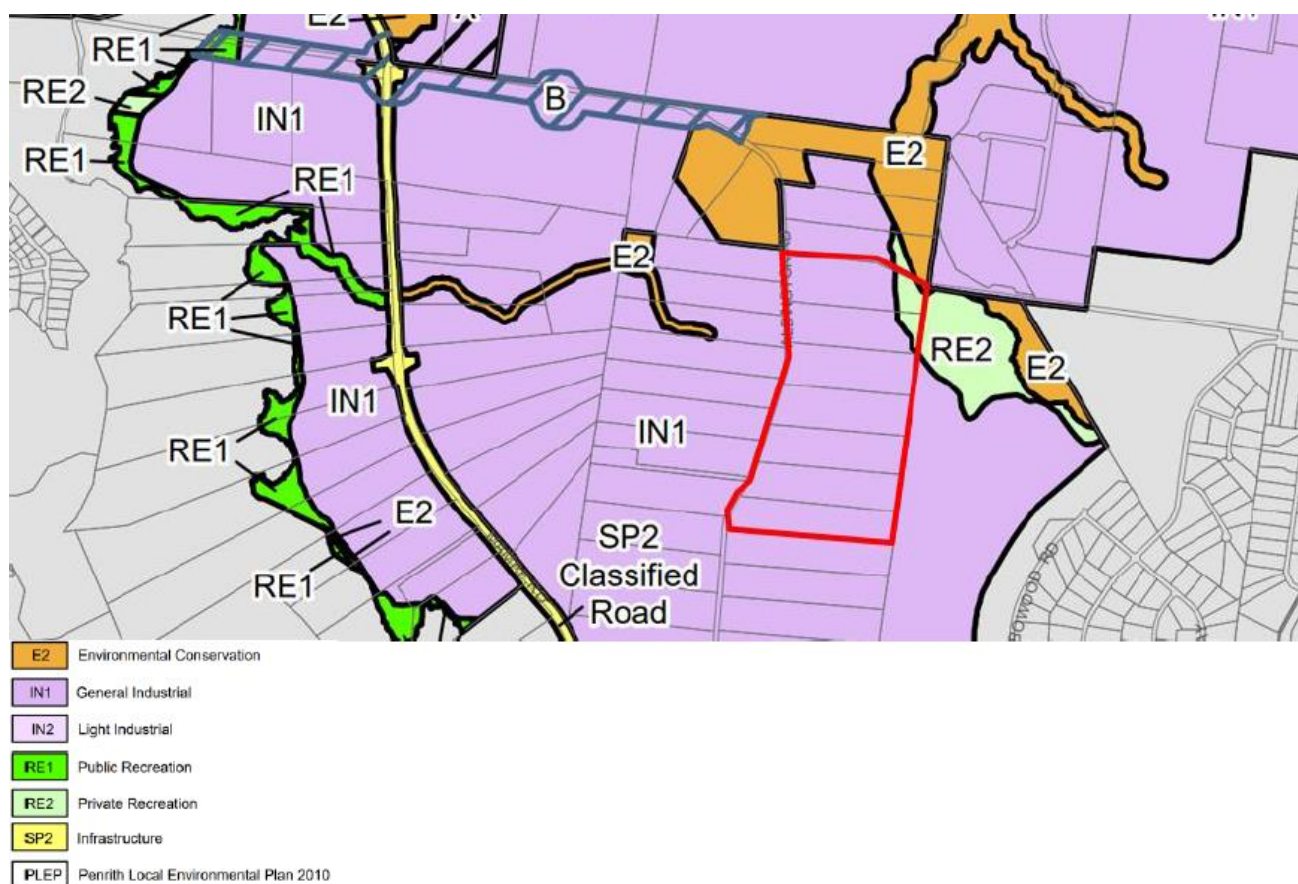 E2
RE1
RE2
B
IN1
RE1
E2
RE1
E2
RE1
RE2
E2
IN1
IN1
RE1
E2
SP2
Classified
Road
RE1
BOWOOD RD
E2 Environmental Conservation
IN1 General Industrial
IN2 Light Industrial
RE1 Public Recreation
RE2 Private Recreation
SP2 Infrastructure
PLEP Penrith Local Environmental Plan 2010